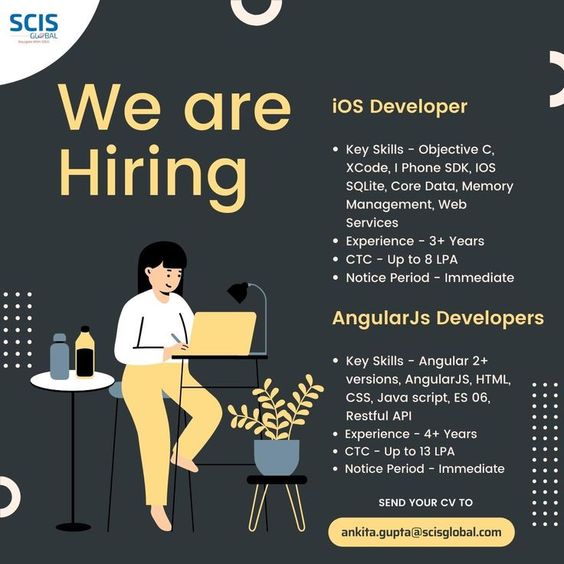 SCIS
GLOBAL
We are
Hiring
iOS Developer
• Key Skills - Objective C,
XCode, I Phone SDK, IOS
SQLite, Core Data, Memory
Management, Web
Services
• Experience - 3+ Years
• CTC - Up to 8 LPA
• Notice Period - Immediate
AngularJs Developers
• Key Skills - Angular 2+
versions, AngularJS, HTML,
CSS, Java script, ES 06,
Restful API
• Experience - 4+ Years
• CTC - Up to 13 LPA
• Notice Period - Immediate
SEND YOUR CV TO
ankita.gupta@scisglobal.com